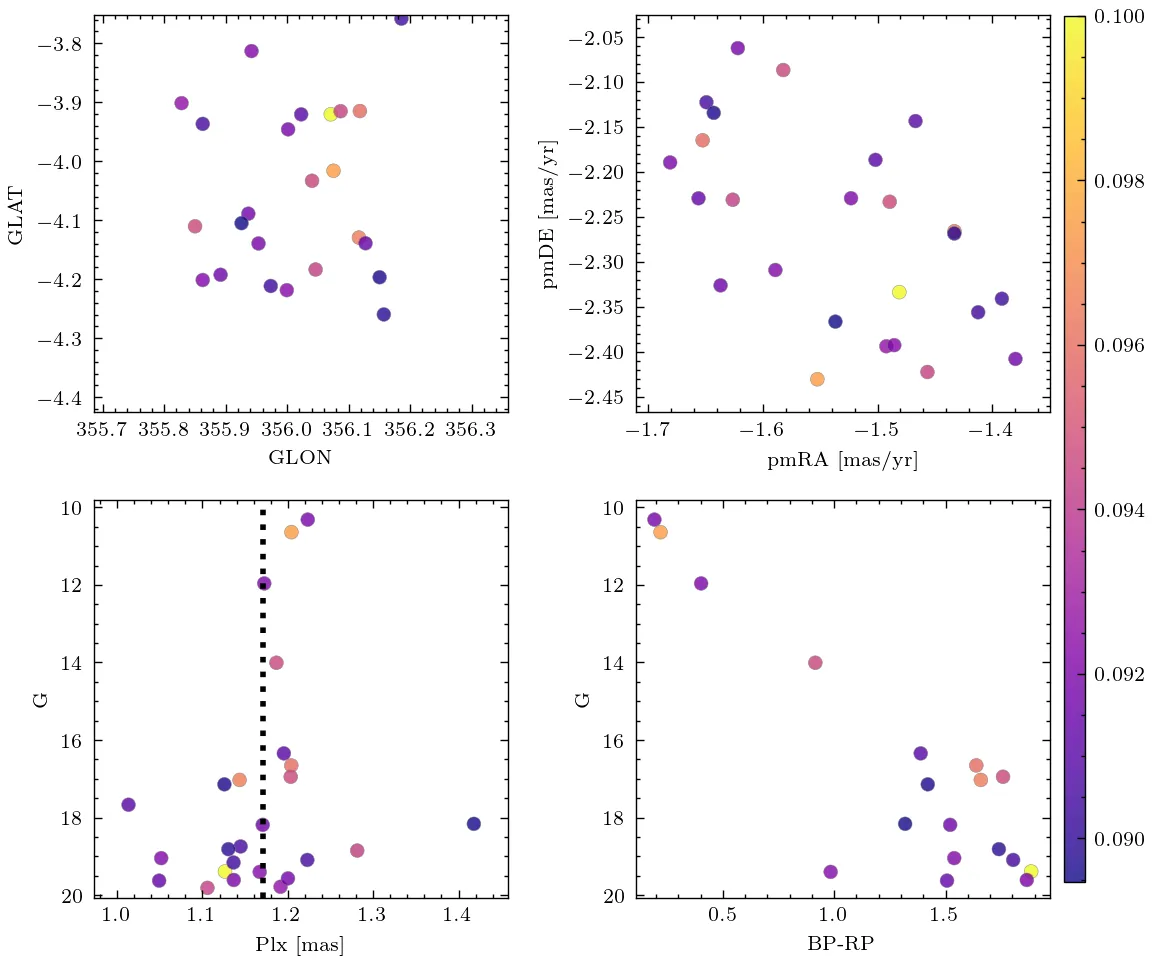 −3.8
−3.9
−4.0
−4.1
−4.2
−4.3
−4.4
GLAT
355.7 355.8 355.9 356.0 356.1 356.2 356.3
GLON
−2.05
−2.10
−2.15
−2.20
−2.25
−2.30
−2.35
−2.40
−2.45
pmDE [mas/yr]
−1.7 −1.6 −1.5 −1.4
pmRA [mas/yr]
0.100
0.098
0.096
0.094
0.092
0.090
10
12
14
16
18
20
G
1.0 1.1 1.2 1.3 1.4
Plx [mas]
10
12
14
16
18
20
G
0.5 1.0 1.5
BP-RP